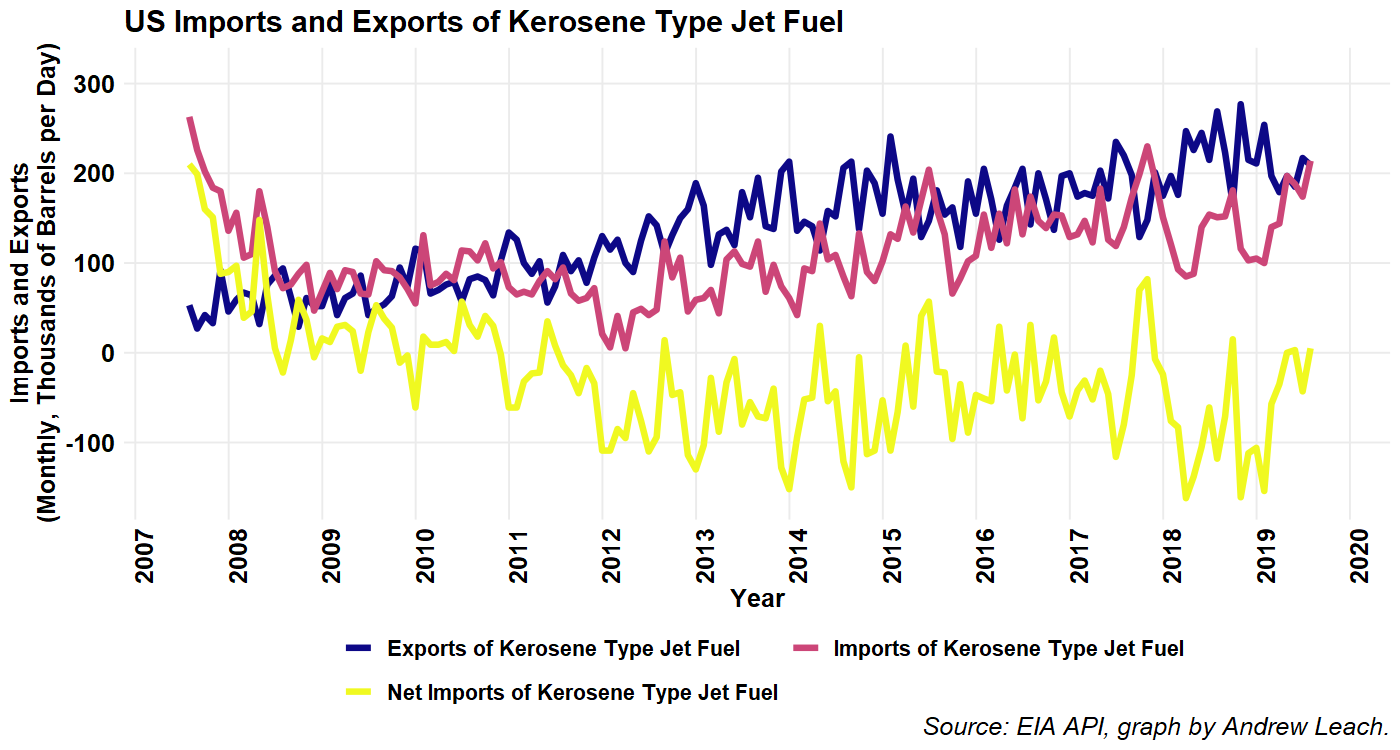 US Imports and Exports of Kerosene Type Jet Fuel
Imports and Exports
(Monthly, Thousands of Barrels per Day)
300
200
100
0
-100
2007
2008
2009
2010
2011
2012
2013
2014
2015
2016
2017
2018
2019
2020
Year
Exports of Kerosene Type Jet Fuel
Imports of Kerosene Type Jet Fuel
Net Imports of Kerosene Type Jet Fuel
Source: EIA API, graph by Andrew Leach.